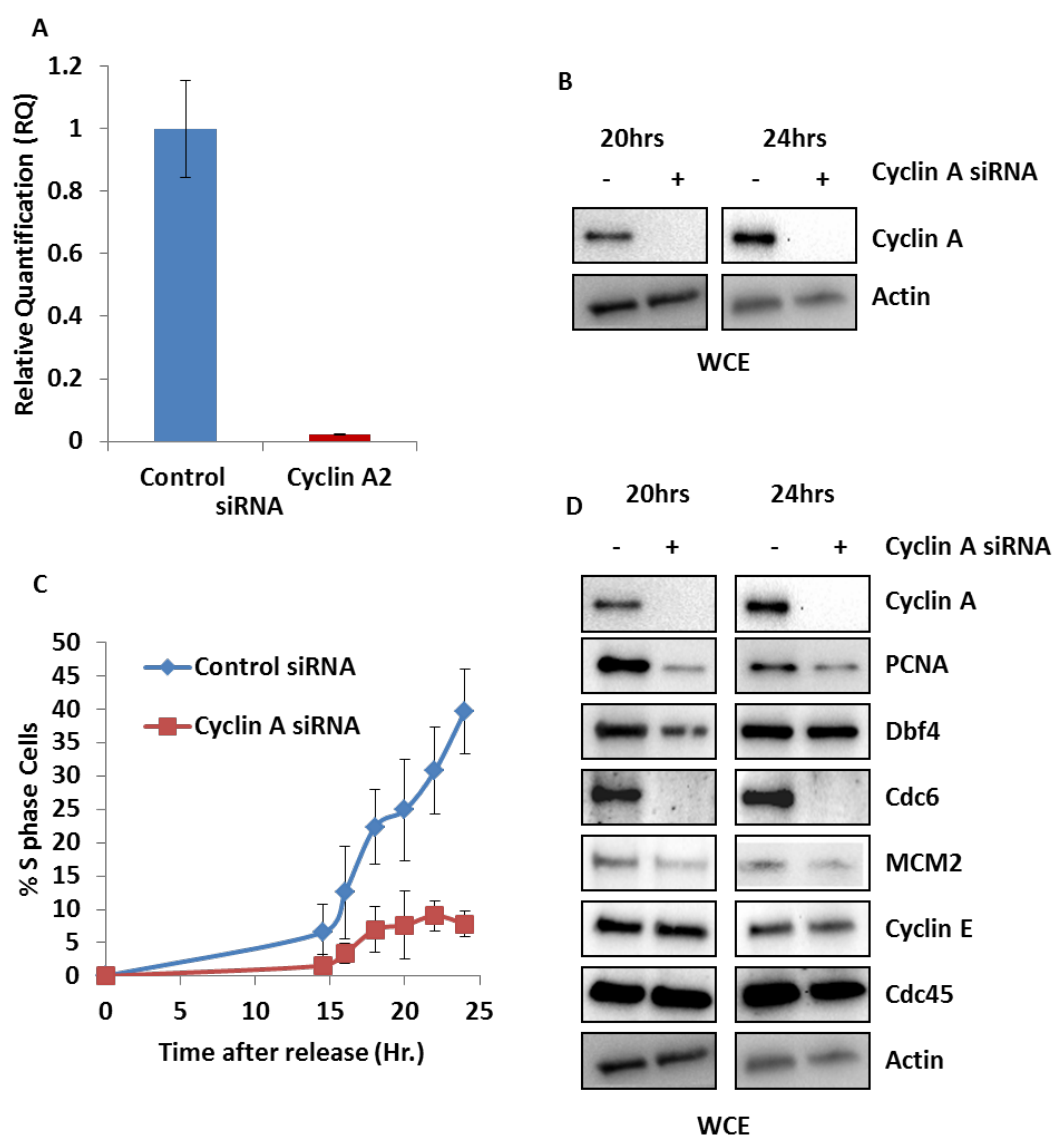 A
1.2
1
0.8
0.6
0.4
0.2
0
Relative Quantification (RQ)
Control
Cyclin A2
siRNA
B
20hrs
24hrs
- + - + Cyclin A siRNA
Cyclin A
Actin
WCE
C
50
45
40
35
30
25
20
15
10
5
0
% S phase Cells
Control siRNA
Cyclin A siRNA
0 5 10 15 20 25
Time after release (Hr.)
D
20hrs
24hrs
- + - + Cyclin A siRNA
Cyclin A
PCNA
Dbf4
Cdc6
MCM2
Cyclin E
Cdc45
Actin
WCE